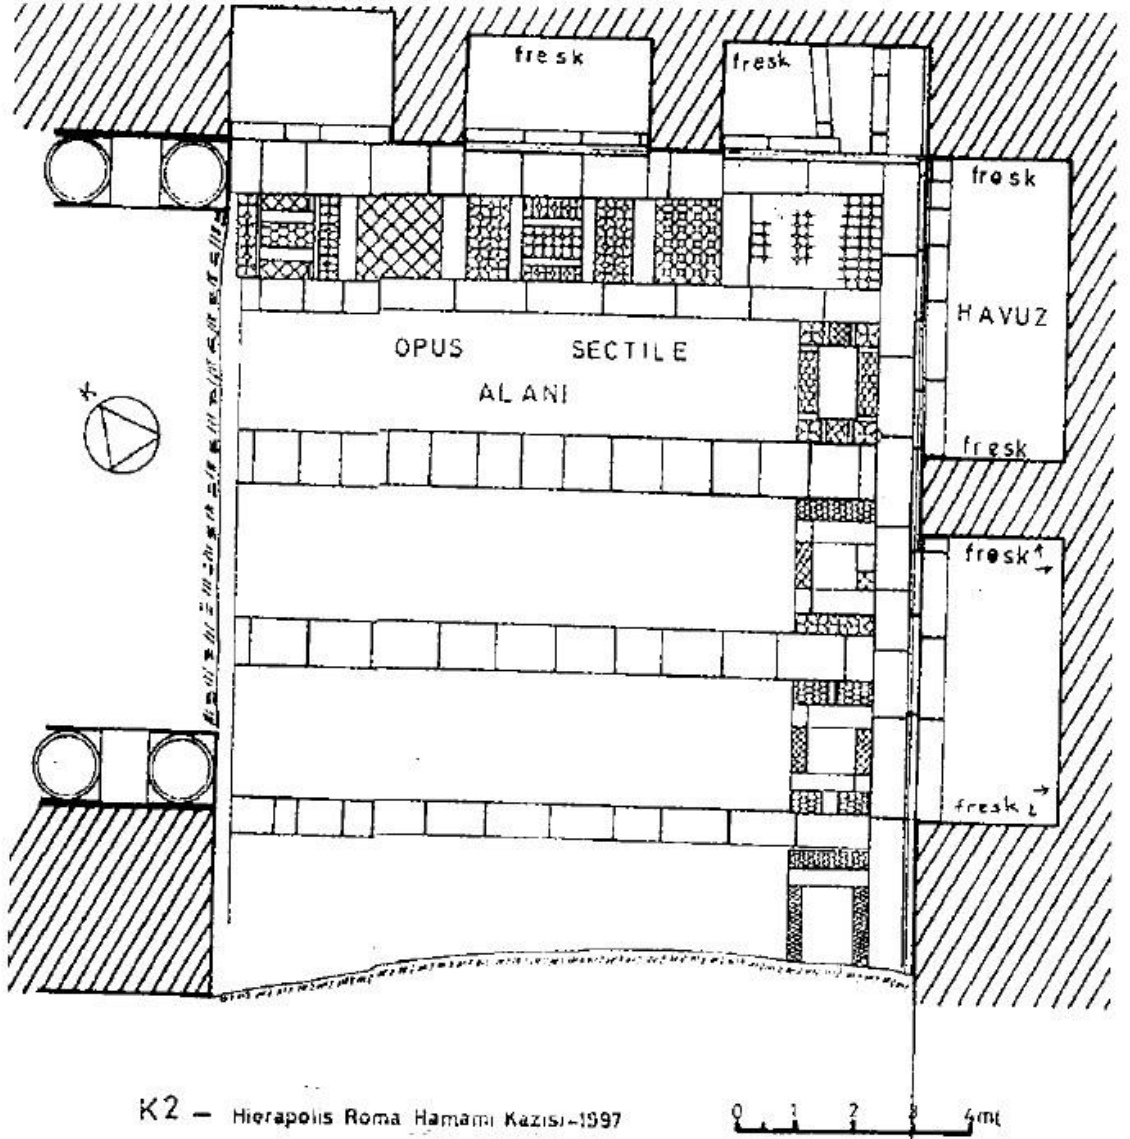 fresk
fresk
fresk
HAVUZ
OPUS SECTILE
ALANI
fresk
fresk
fresk
K
K2 – Hierapolis Roma Hamamı Kazısı-1997
0 1 2 3 4mt